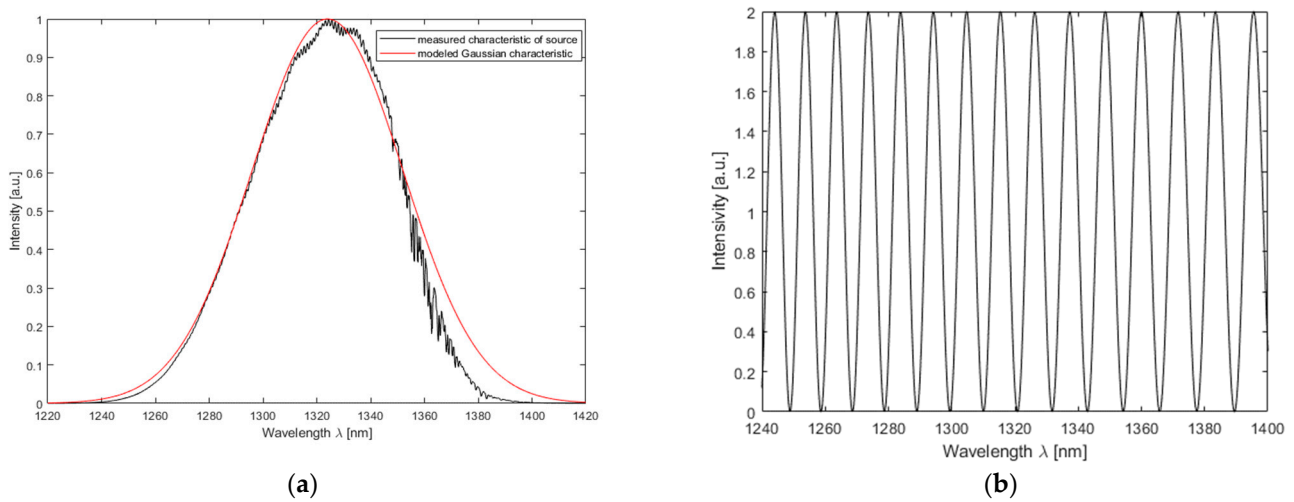 measured characteristic of source
modeled Gaussian characteristic
Intensity [a.u.]
1
0.9
0.8
0.7
0.6
0.5
0.4
0.3
0.2
0.1
0
1220 1240 1260 1280 1300 1320 1340 1360 1380 1400 1420
Wavelength λ [nm]
(a)
Intensivity [a.u.]
2
1.8
1.6
1.4
1.2
1
0.8
0.6
0.4
0.2
0
1240 1260 1280 1300 1320 1340 1360 1380 1400
Wavelength λ [nm]
(b)